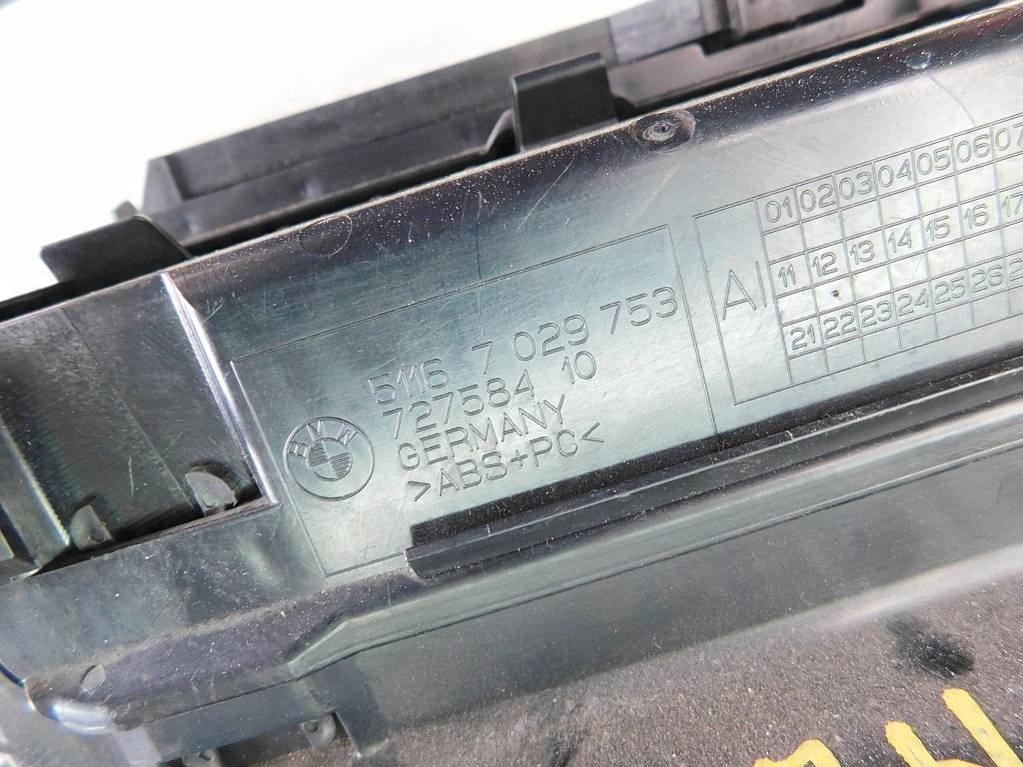 5116 7 029 753
727584 10
GERMANY
>ABS+PC<
BMW
AI
01 02 03 04 05 06 07
11 12 13 14 15 16 17
21 22 23 24 25 26